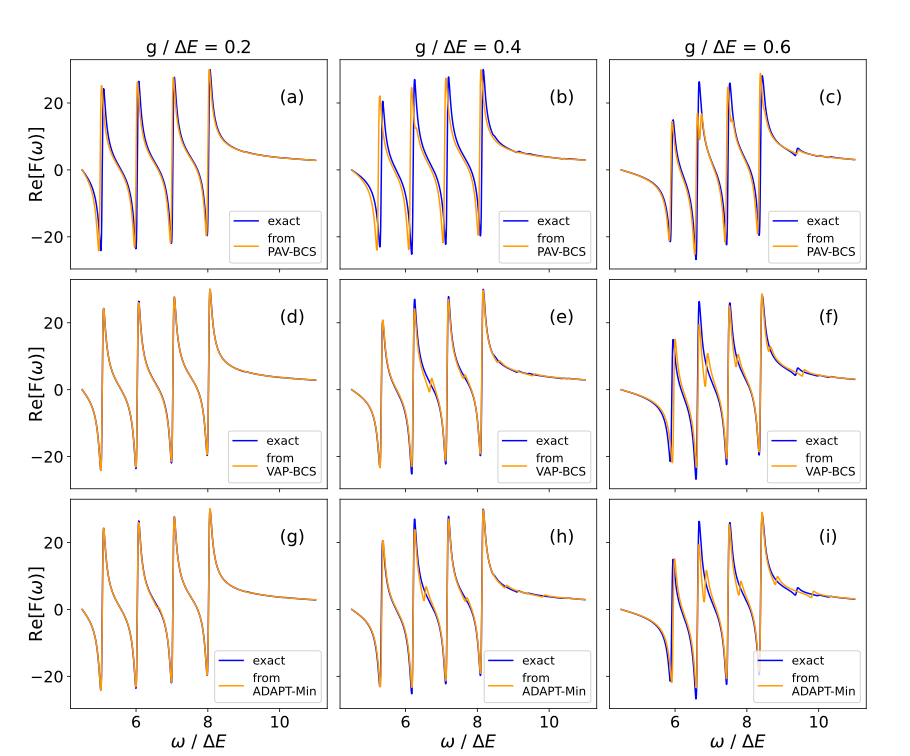 g / ΔE = 0.2
g / ΔE = 0.4
g / ΔE = 0.6
Re[F(ω)]
20
0
−20
(a)
exact
from
PAV-BCS
(b)
exact
from
PAV-BCS
(c)
exact
from
PAV-BCS
Re[F(ω)]
20
0
−20
(d)
exact
from
VAP-BCS
(e)
exact
from
VAP-BCS
(f)
exact
from
VAP-BCS
Re[F(ω)]
20
0
−20
(g)
exact
from
ADAPT-Min
(h)
exact
from
ADAPT-Min
(i)
exact
from
ADAPT-Min
6 8 10
6 8 10
6 8 10
ω / ΔE
ω / ΔE
ω / ΔE